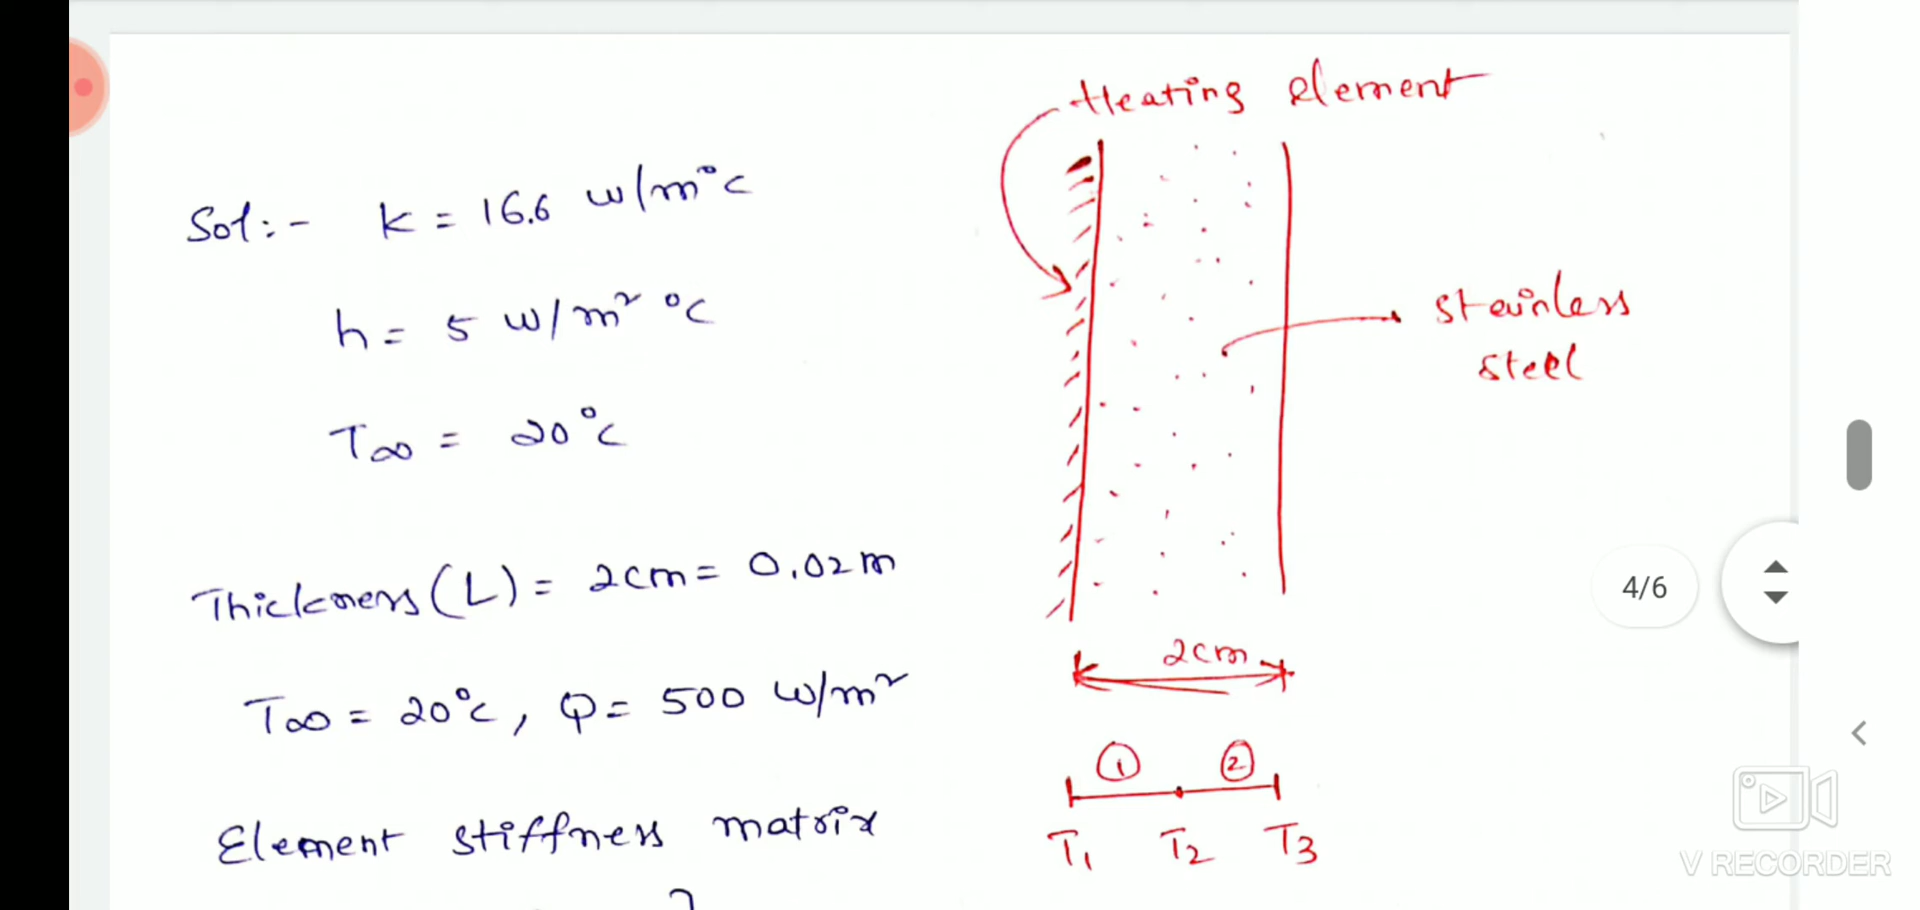 Heating element
Sol:- k = 16.6 w/m°c
h = 5 w/m² °c
T∞ = 20°c
stainless
steel
Thickness (L) = 2cm = 0.02m
2cm
T∞ = 20°c, φ = 500 w/m²
1 2
T1 T2 T3
Element stiffness matrix
4/6
V RECORDER